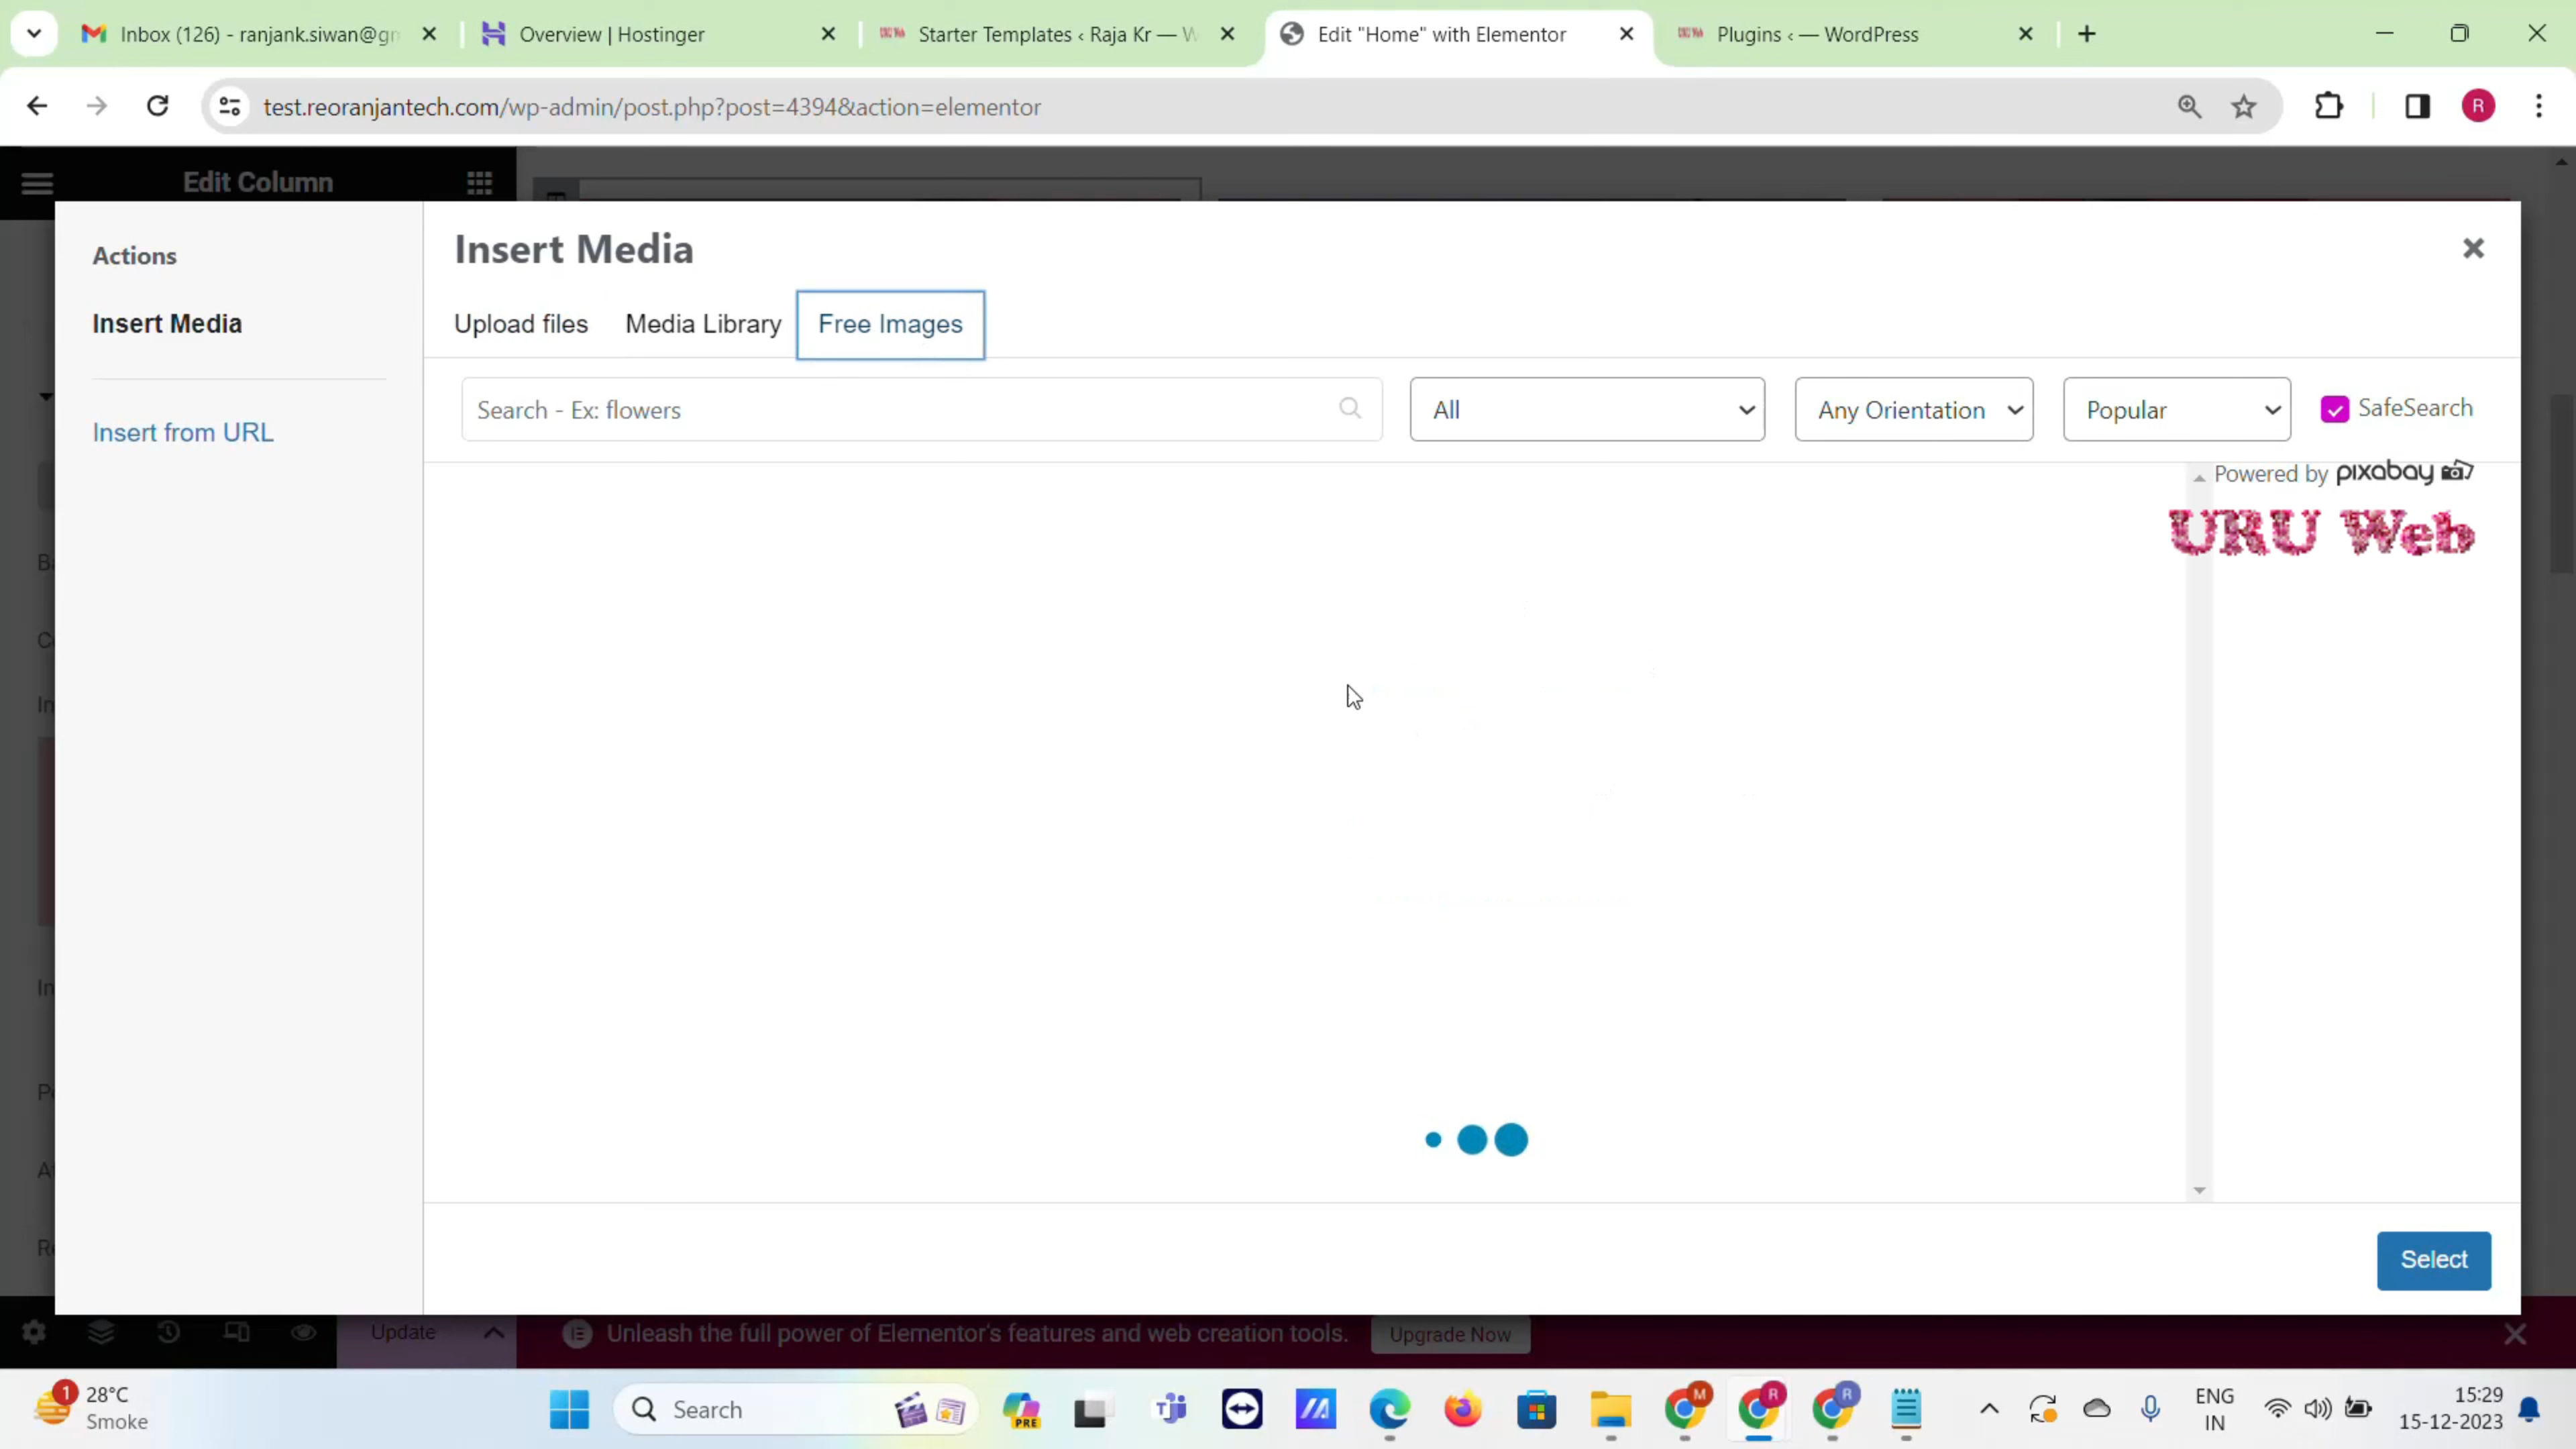 Inbox (126) - ranjank.siwan@gm
Overview | Hostinger
Starter Templates ‹ Raja Kr — W
Edit "Home" with Elementor
Plugins ‹ — WordPress
test.reoranjantech.com/wp-admin/post.php?post=4394&action=elementor
R
Edit Column
Actions
Insert Media
Insert from URL
Insert Media
Upload files
Media Library
Free Images
Search - Ex: flowers
All
Any Orientation
Popular
SafeSearch
Powered by pixabay
URU Web
Select
Update
Unleash the full power of Elementor's features and web creation tools.
Upgrade Now
1
28°C
Smoke
Search
PRE
M
R
R
ENG
IN
15:29
15-12-2023